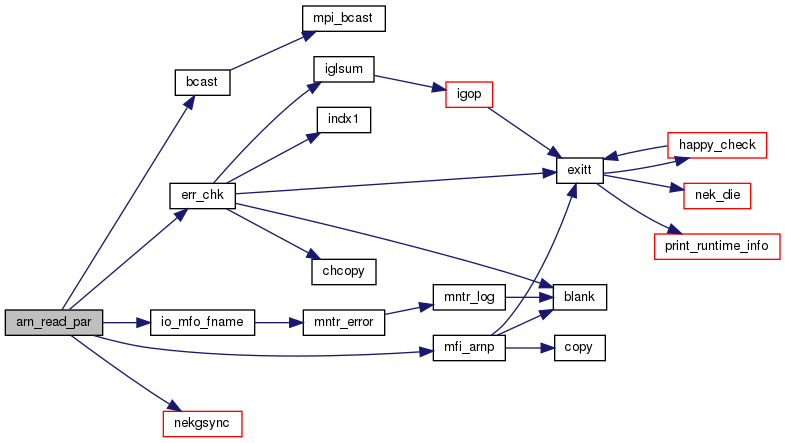 mpi_bcast
bcast
iglsum
igop
indx1
happy_check
exitt
err_chk
nek_die
print_runtime_info
chcopy
mntr_log
blank
arn_read_par
io_mfo_fname
mntr_error
mfi_arnp
copy
nekgsync